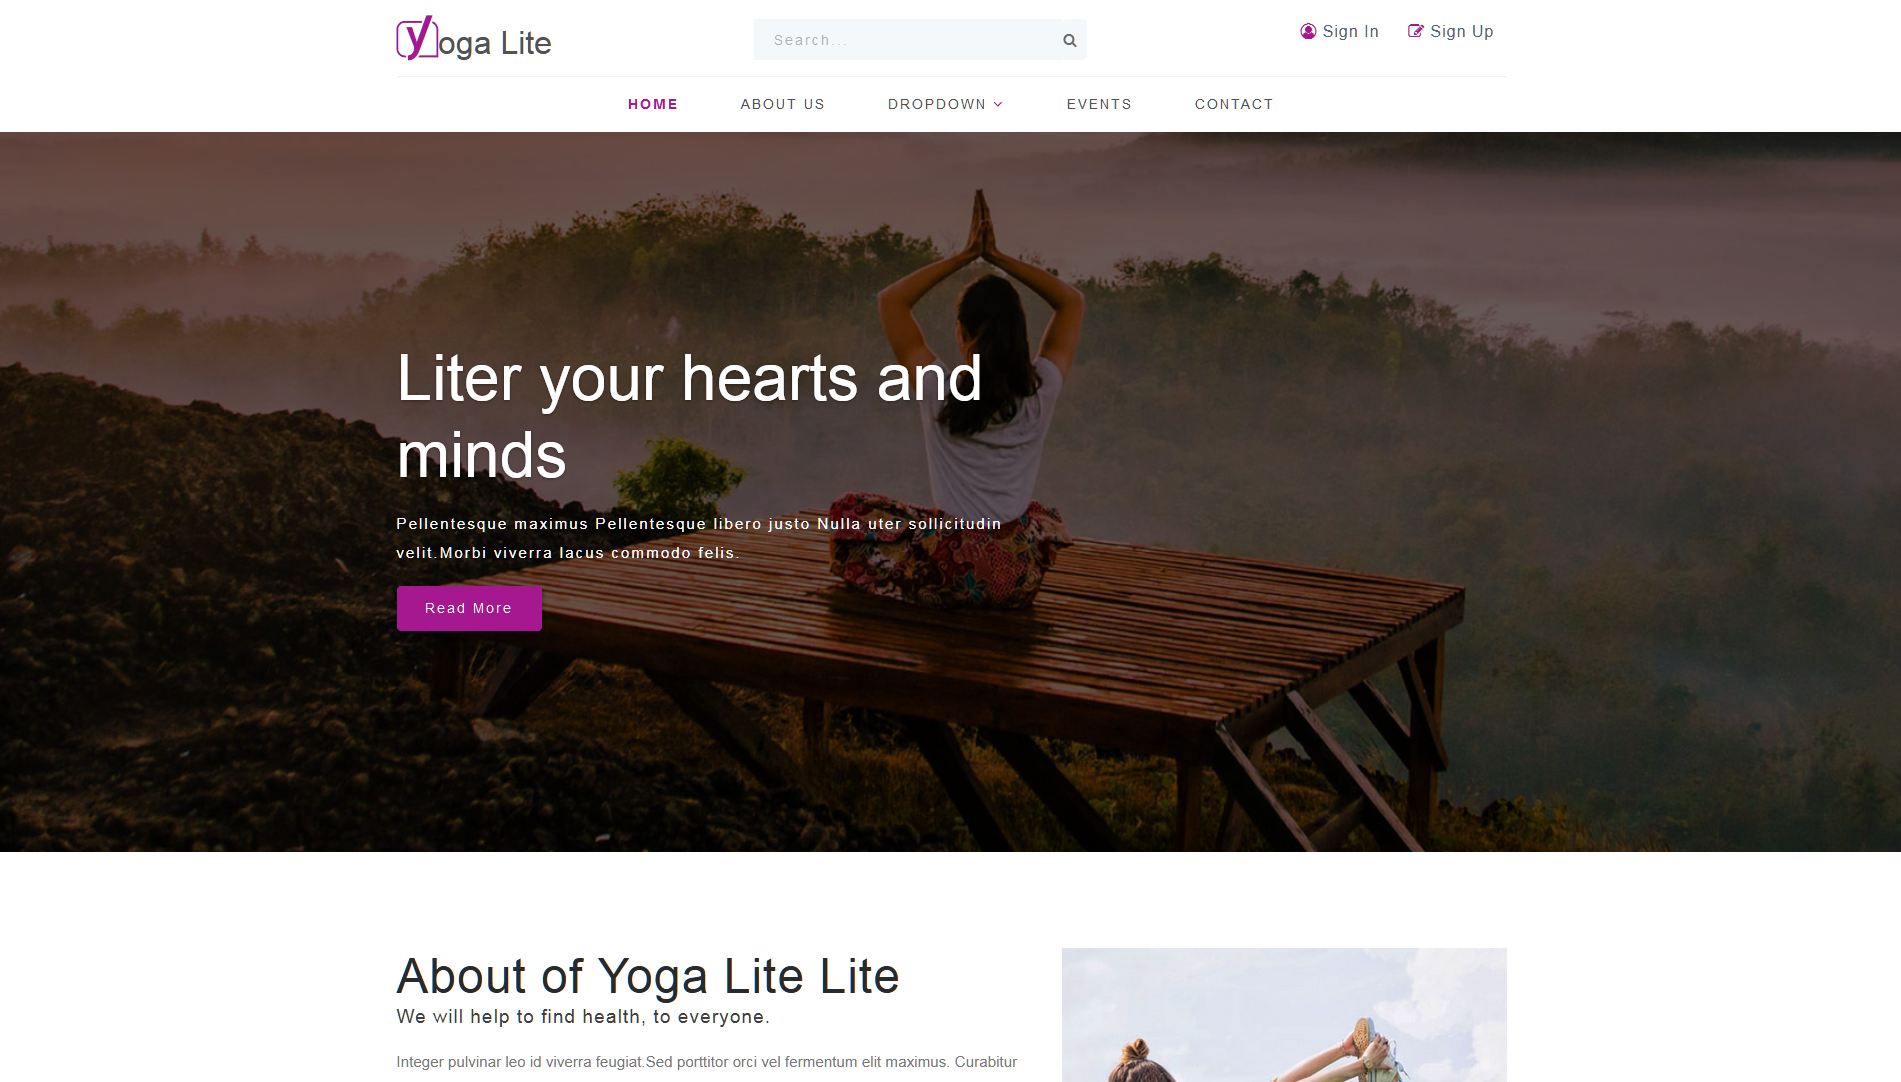 Yoga Lite
Search...
Sign In
Sign Up
HOME
ABOUT US
DROPDOWN
EVENTS
CONTACT
Liter your hearts and
minds
Pellentesque maximus Pellentesque libero justo Nulla uter sollicitudin
velit.Morbi viverra lacus commodo felis.
Read More
About of Yoga Lite Lite
We will help to find health, to everyone.
Integer pulvinar leo id viverra feugiat.Sed porttitor orci vel fermentum elit maximus. Curabitur